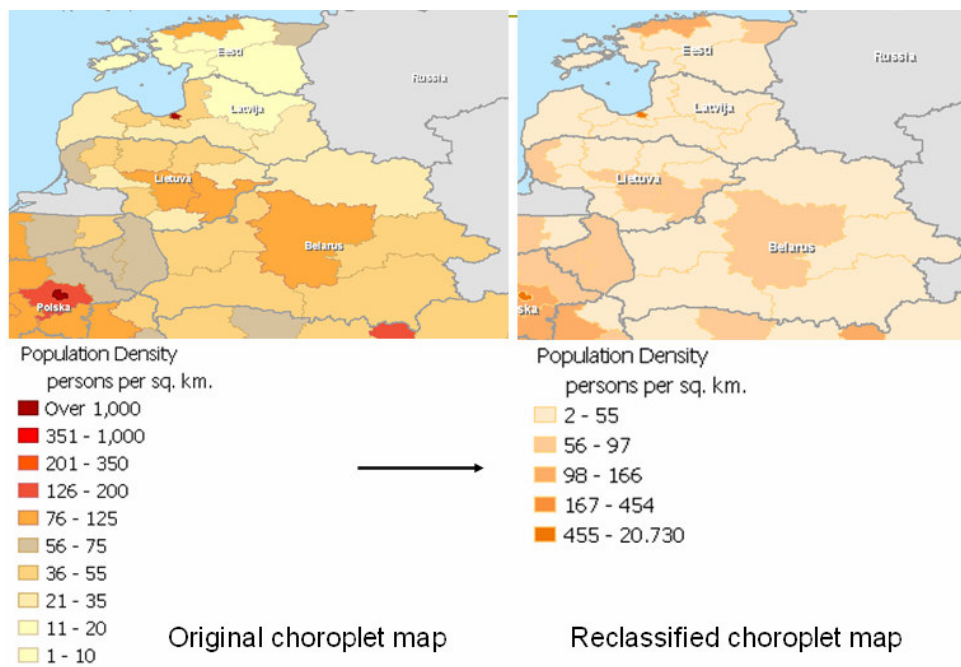 Eesti
Russia
Latvija
Lietuva
Belarus
Polska
Population Density
persons per sq. km.
Over 1,000
351 - 1,000
201 - 350
126 - 200
76 - 125
56 - 75
36 - 55
21 - 35
11 - 20
1 - 10
Original choroplet map
Eesti
Russia
Latvija
Lietuva
Belarus
ska
Population Density
persons per sq. km.
2 - 55
56 - 97
98 - 166
167 - 454
455 - 20.730
Reclassified choroplet map